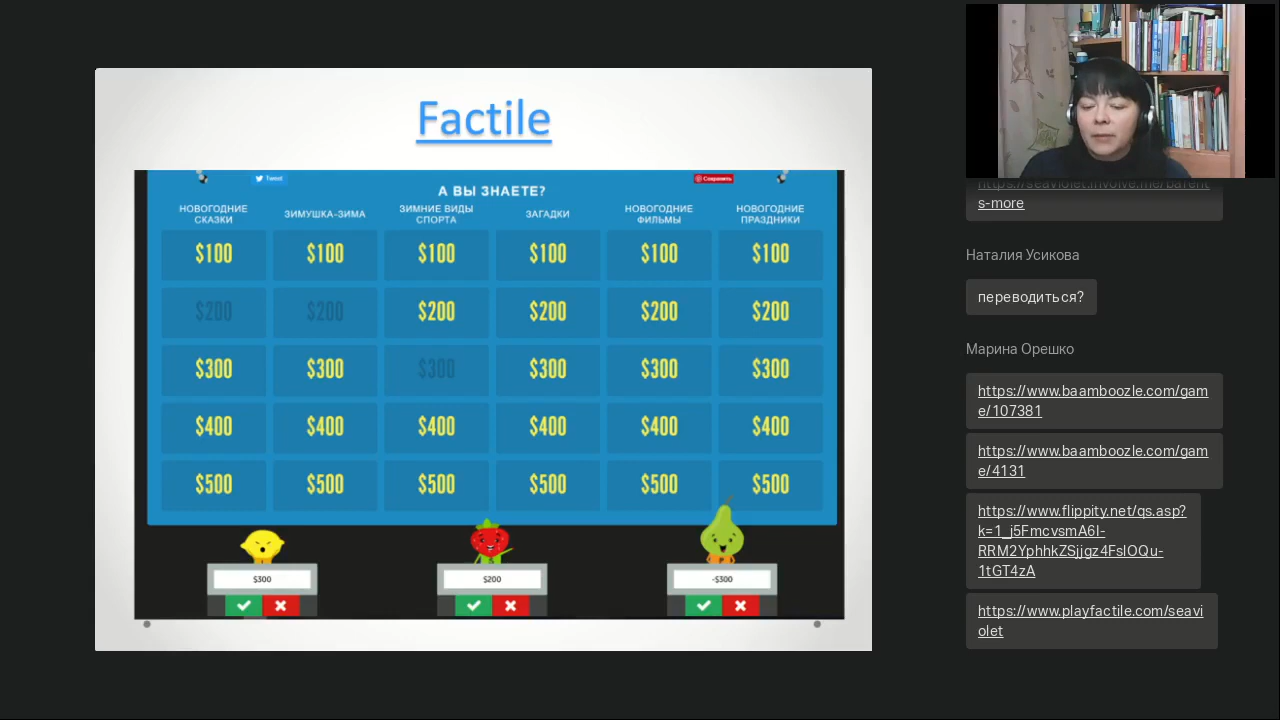 Factile
Tweet
Сохранить
А ВЫ ЗНАЕТЕ?
НОВОГОДНИЕ СКАЗКИ
ЗИМУШКА-ЗИМА
ЗИМНИЕ ВИДЫ СПОРТА
ЗАГАДКИ
НОВОГОДНИЕ ФИЛЬМЫ
НОВОГОДНИЕ ПРАЗДНИКИ
$100 $100 $100 $100 $100 $100
$200 $200 $200 $200 $200 $200
$300 $300 $300 $300 $300 $300
$400 $400 $400 $400 $400 $400
$500 $500 $500 $500 $500 $500
$300 $200 -$300
https://seaviolet.involve.me/parent
s-more
Наталия Усикова
переводиться?
Марина Орешко
https://www.baamboozle.com/gam
e/107381
https://www.baamboozle.com/gam
e/4131
https://www.flippity.net/qs.asp?
k=1_j5FmcvsmA6I-
RRM2YphhkZSjjgz4FslOQu-
1tGT4zA
https://www.playfactile.com/seavi
olet